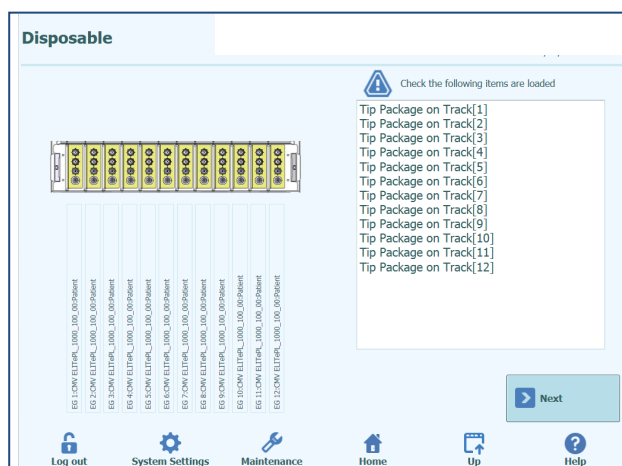 Disposable
Check the following items are loaded
Tip Package on Track[1]
Tip Package on Track[2]
Tip Package on Track[3]
Tip Package on Track[4]
Tip Package on Track[5]
Tip Package on Track[6]
Tip Package on Track[7]
Tip Package on Track[8]
Tip Package on Track[9]
Tip Package on Track[10]
Tip Package on Track[11]
Tip Package on Track[12]
EG 1:CMV ELITePL_1000_100_00:Patient
EG 2:CMV ELITePL_1000_100_00:Patient
EG 3:CMV ELITePL_1000_100_00:Patient
EG 4:CMV ELITePL_1000_100_00:Patient
EG 5:CMV ELITePL_1000_100_00:Patient
EG 6:CMV ELITePL_1000_100_00:Patient
EG 7:CMV ELITePL_1000_100_00:Patient
EG 8:CMV ELITePL_1000_100_00:Patient
EG 9:CMV ELITePL_1000_100_00:Patient
EG 10:CMV ELITePL_1000_100_00:Patient
EG 11:CMV ELITePL_1000_100_00:Patient
EG 12:CMV ELITePL_1000_100_00:Patient
Next
Log out
System Settings
Maintenance
Home
Up
Help